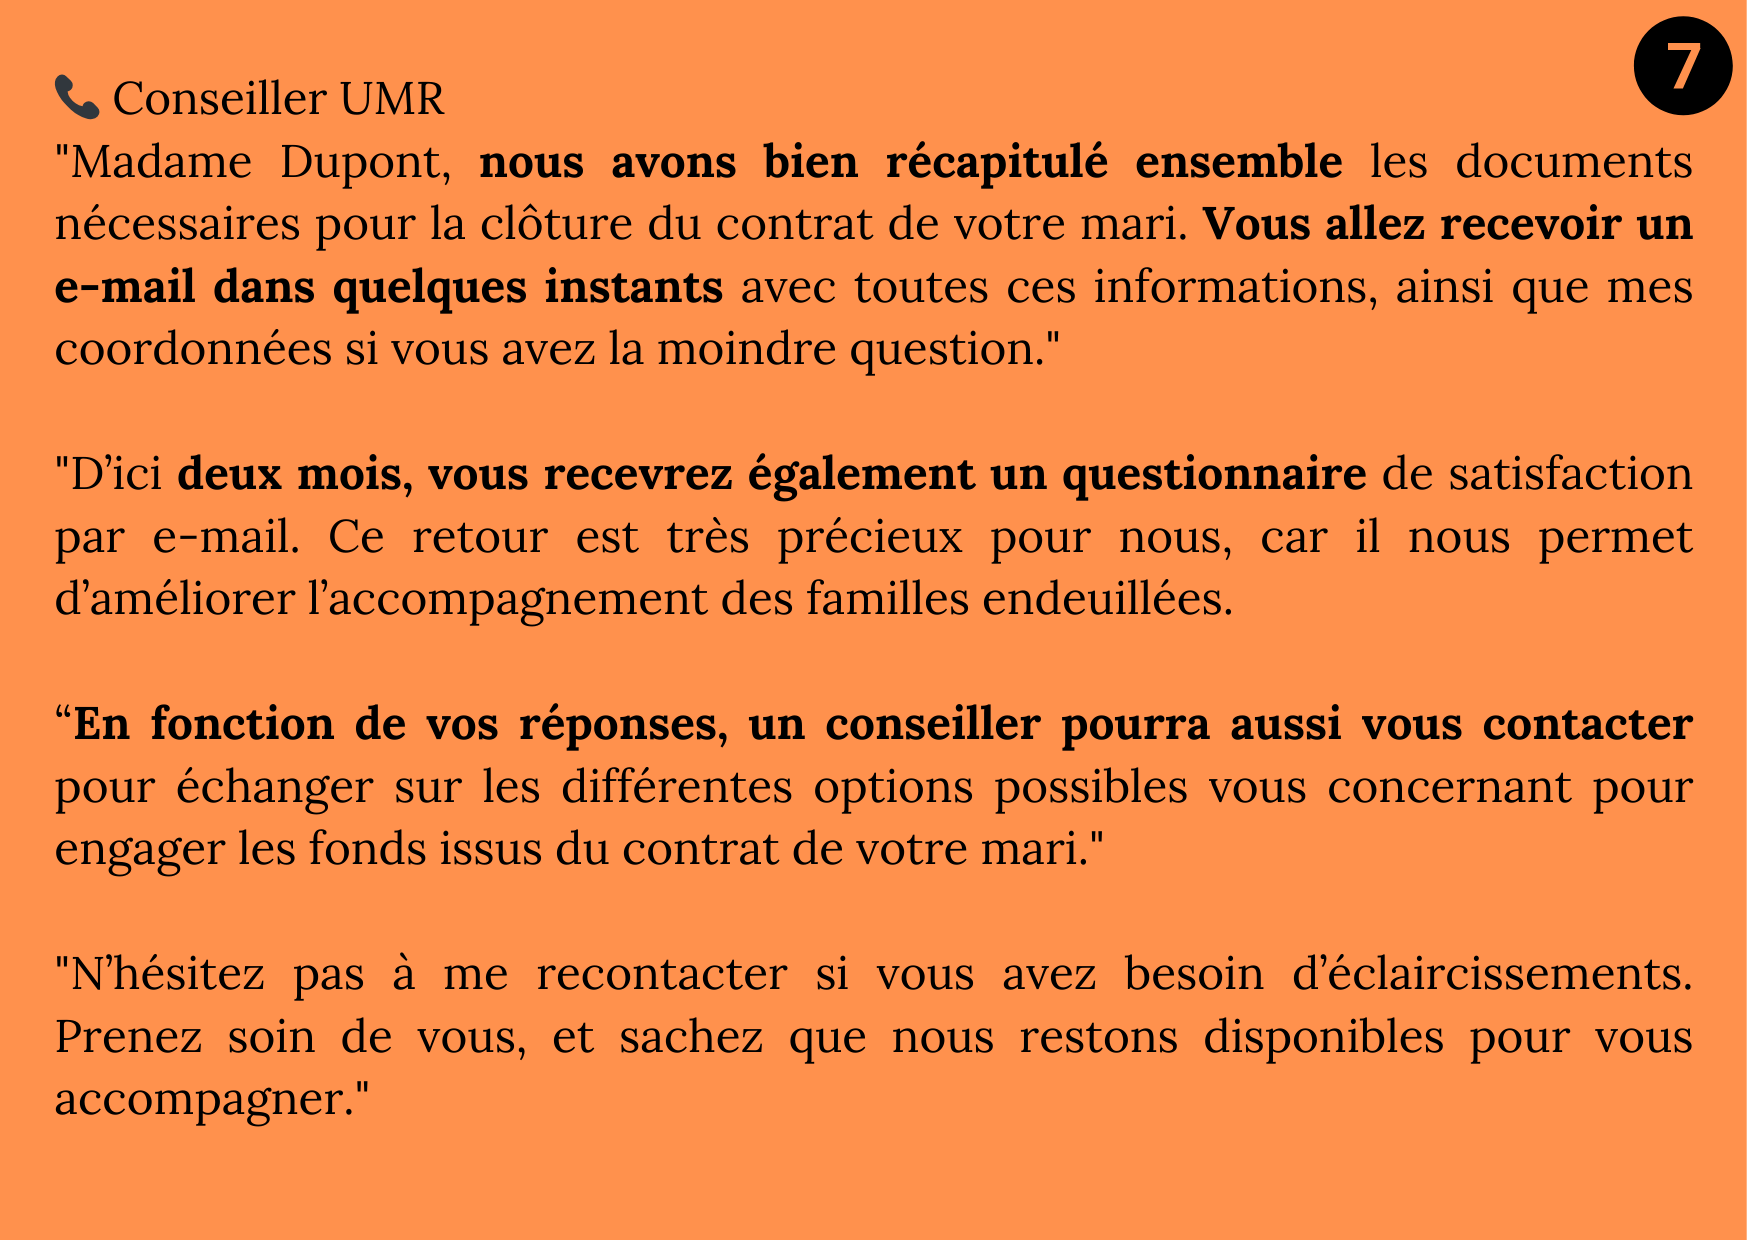 7
📞 Conseiller UMR
"Madame Dupont, nous avons bien récapitulé ensemble les documents
nécessaires pour la clôture du contrat de votre mari. Vous allez recevoir un
e-mail dans quelques instants avec toutes ces informations, ainsi que mes
coordonnées si vous avez la moindre question."
"D’ici deux mois, vous recevrez également un questionnaire de satisfaction
par e-mail. Ce retour est très précieux pour nous, car il nous permet
d’améliorer l’accompagnement des familles endeuillées.
“En fonction de vos réponses, un conseiller pourra aussi vous contacter
pour échanger sur les différentes options possibles vous concernant pour
engager les fonds issus du contrat de votre mari."
"N’hésitez pas à me recontacter si vous avez besoin d’éclaircissements.
Prenez soin de vous, et sachez que nous restons disponibles pour vous
accompagner."